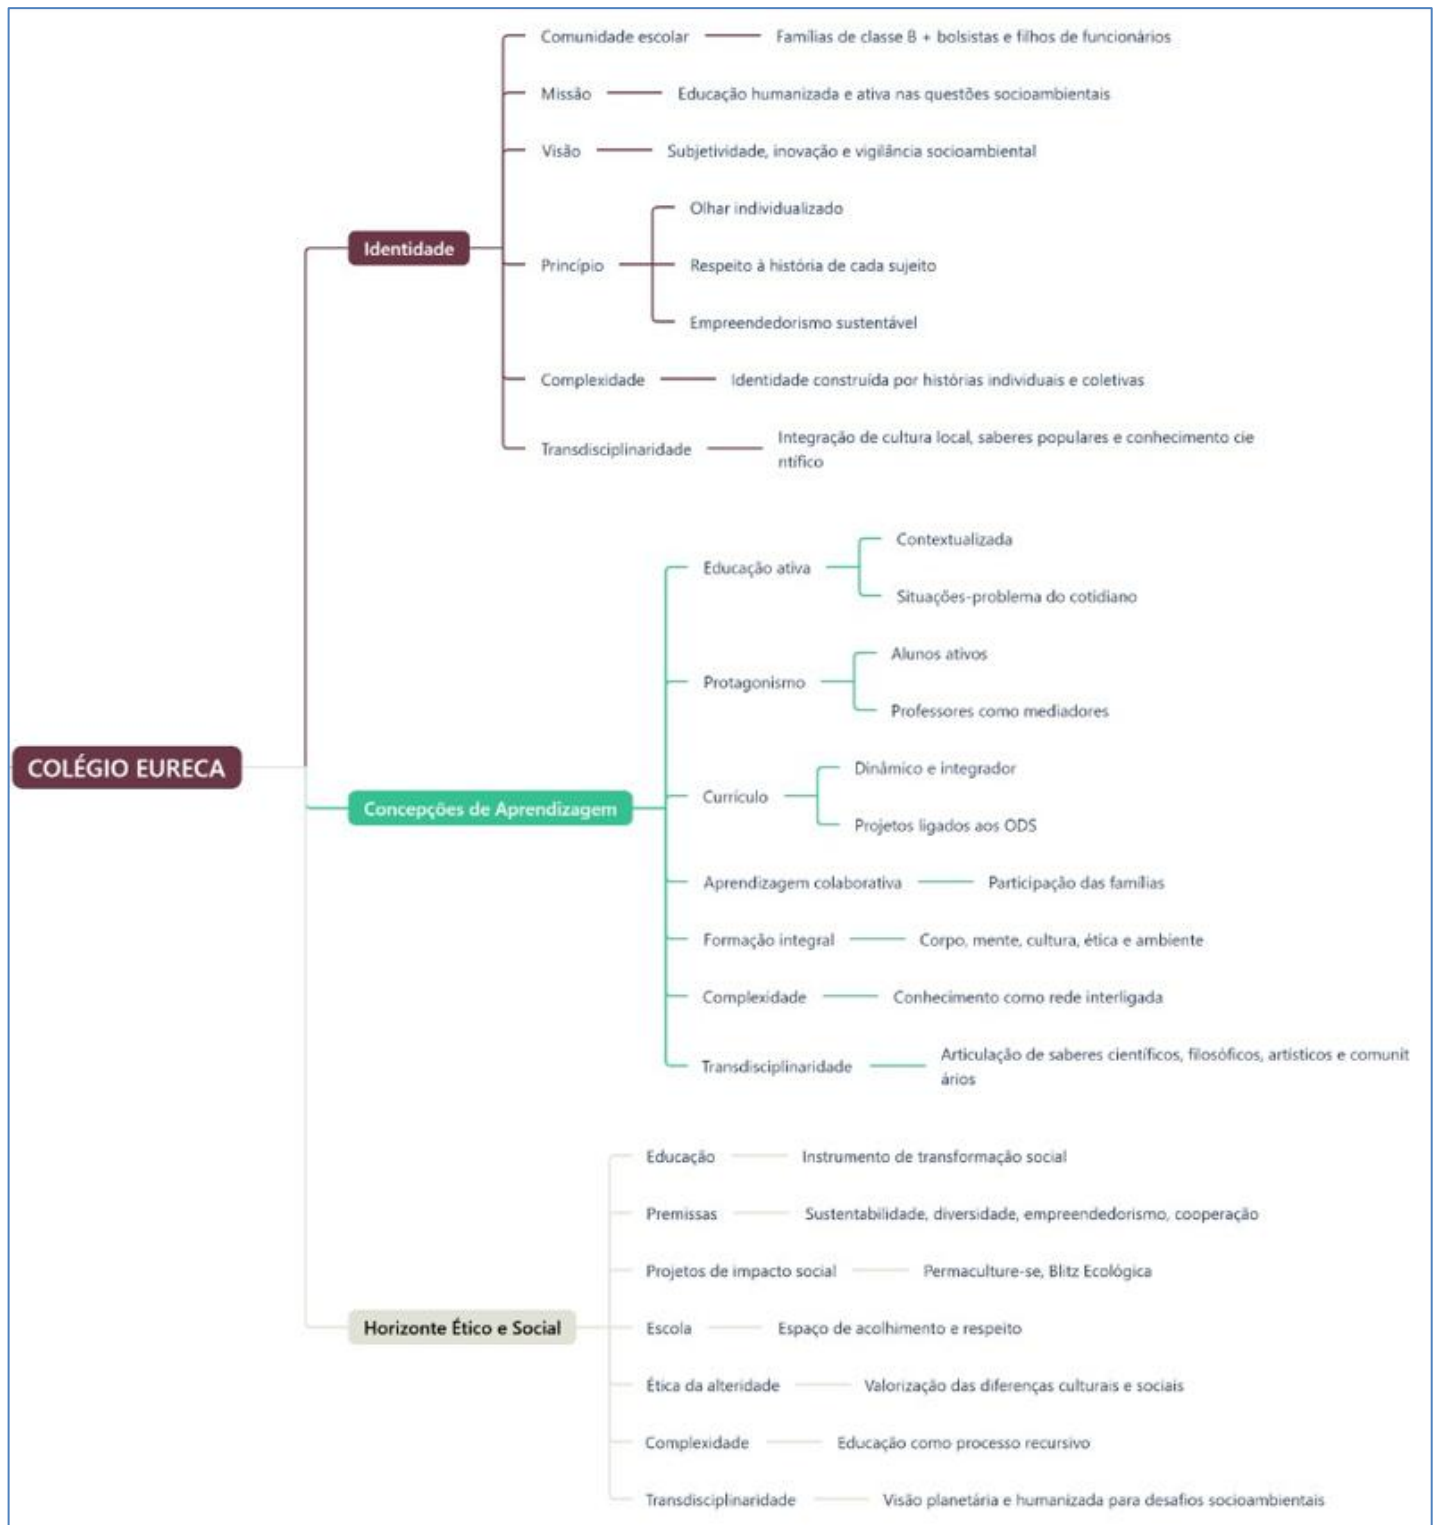 Comunidade escolar
Famílias de classe B + bolsistas e filhos de funcionários
Missão
Educação humanizada e ativa nas questões socioambientais
Visão
Subjetividade, inovação e vigilância socioambiental
Identidade
Princípio
Olhar individualizado
Respeito à história de cada sujeito
Empreendedorismo sustentável
Complexidade
Identidade construída por histórias individuais e coletivas
Transdisciplinaridade
Integração de cultura local, saberes populares e conhecimento cie
ntífico
COLÉGIO EURECA
Concepções de Aprendizagem
Educação ativa
Contextualizada
Situações-problema do cotidiano
Protagonismo
Alunos ativos
Professores como mediadores
Currículo
Dinâmico e integrador
Projetos ligados aos ODS
Aprendizagem colaborativa
Participação das famílias
Formação integral
Corpo, mente, cultura, ética e ambiente
Complexidade
Conhecimento como rede interligada
Transdisciplinaridade
Articulação de saberes científicos, filosóficos, artísticos e comunit
ários
Horizonte Ético e Social
Educação
Instrumento de transformação social
Premissas
Sustentabilidade, diversidade, empreendedorismo, cooperação
Projetos de impacto social
Permaculture-se, Blitz Ecológica
Escola
Espaço de acolhimento e respeito
Ética da alteridade
Valorização das diferenças culturais e sociais
Complexidade
Educação como processo recursivo
Transdisciplinaridade
Visão planetária e humanizada para desafios socioambientais